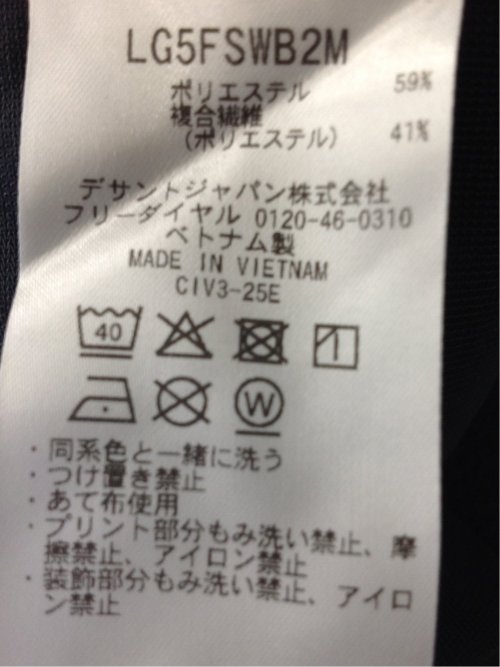 LG5FSWB2M
ポリエステル 59%
複合繊維
(ポリエステル) 41%
デサントジャパン株式会社
フリーダイヤル 0120-46-0310
ベトナム製
MADE IN VIETNAM
CIV3-25E
40
W
・同系色と一緒に洗う
・つけ置き禁止
・あて布使用
・プリント部分もみ洗い禁止、摩
擦禁止、アイロン禁止
・装飾部分もみ洗い禁止、アイロ
ン禁止